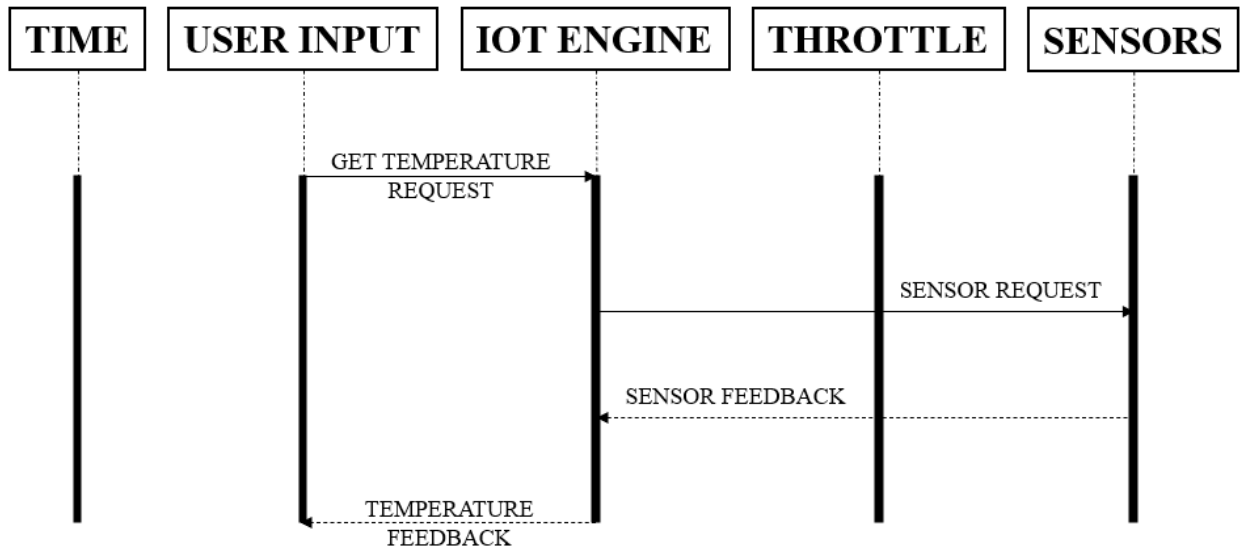 TIME
USER INPUT
IOT ENGINE
THROTTLE
SENSORS
GET TEMPERATURE
REQUEST
SENSOR REQUEST
SENSOR FEEDBACK
TEMPERATURE
FEEDBACK